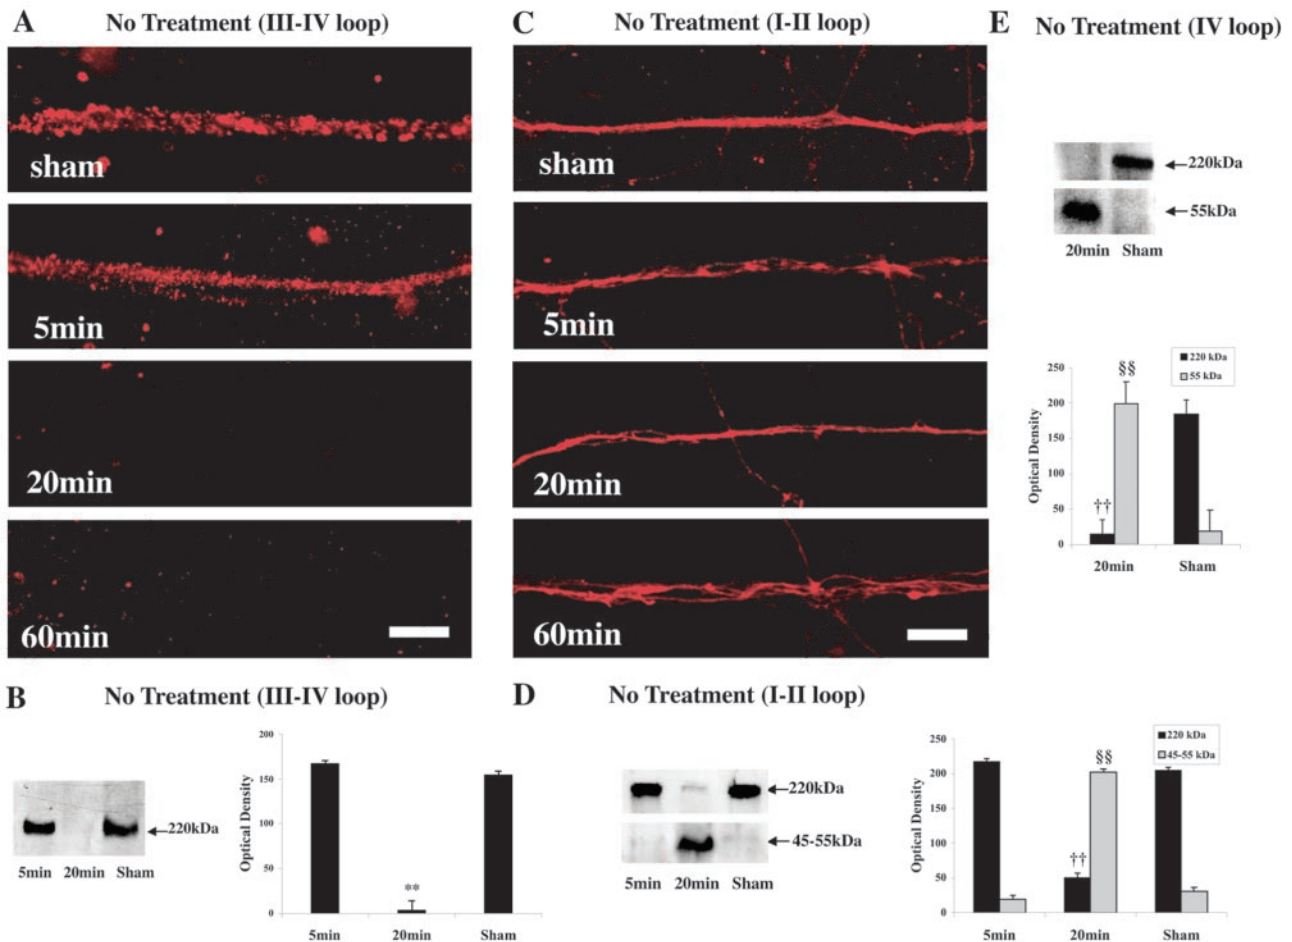 A
No Treatment (III-IV loop)
sham
5min
20min
60min
B
No Treatment (III-IV loop)
220kDa
5min 20min Sham
Optical Density
200
150
100
50
0
**
5min 20min Sham
C
No Treatment (I-II loop)
sham
5min
20min
60min
D
No Treatment (I-II loop)
220kDa
45-55kDa
5min 20min Sham
Optical Density
250
200
150
100
50
0
††
§§
220 kDa
45-55 kDa
5min 20min Sham
E
No Treatment (IV loop)
220kDa
55kDa
20min Sham
220 kDa
55 kDa
Optical Density
250
200
150
100
50
0
§§
††
20min Sham